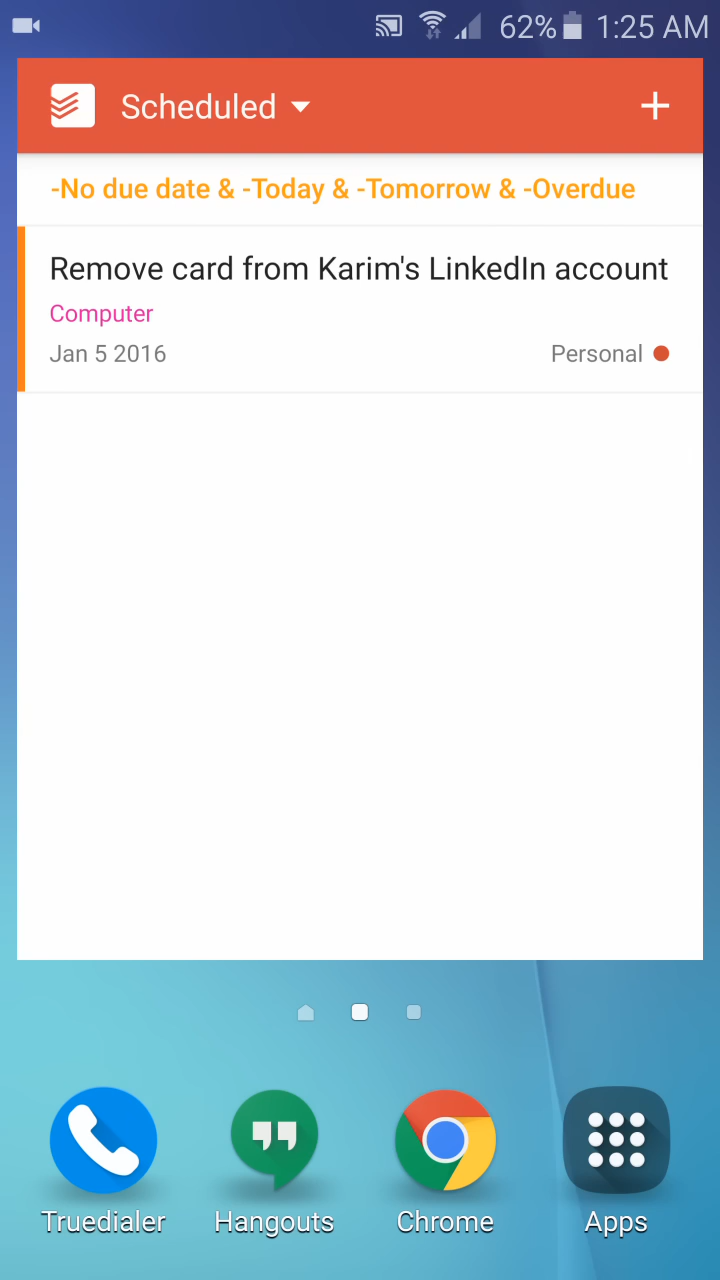 62% 1:25 AM
Scheduled
-No due date & -Today & -Tomorrow & -Overdue
Remove card from Karim's LinkedIn account
Computer
Jan 5 2016 Personal
Truedialer Hangouts Chrome Apps